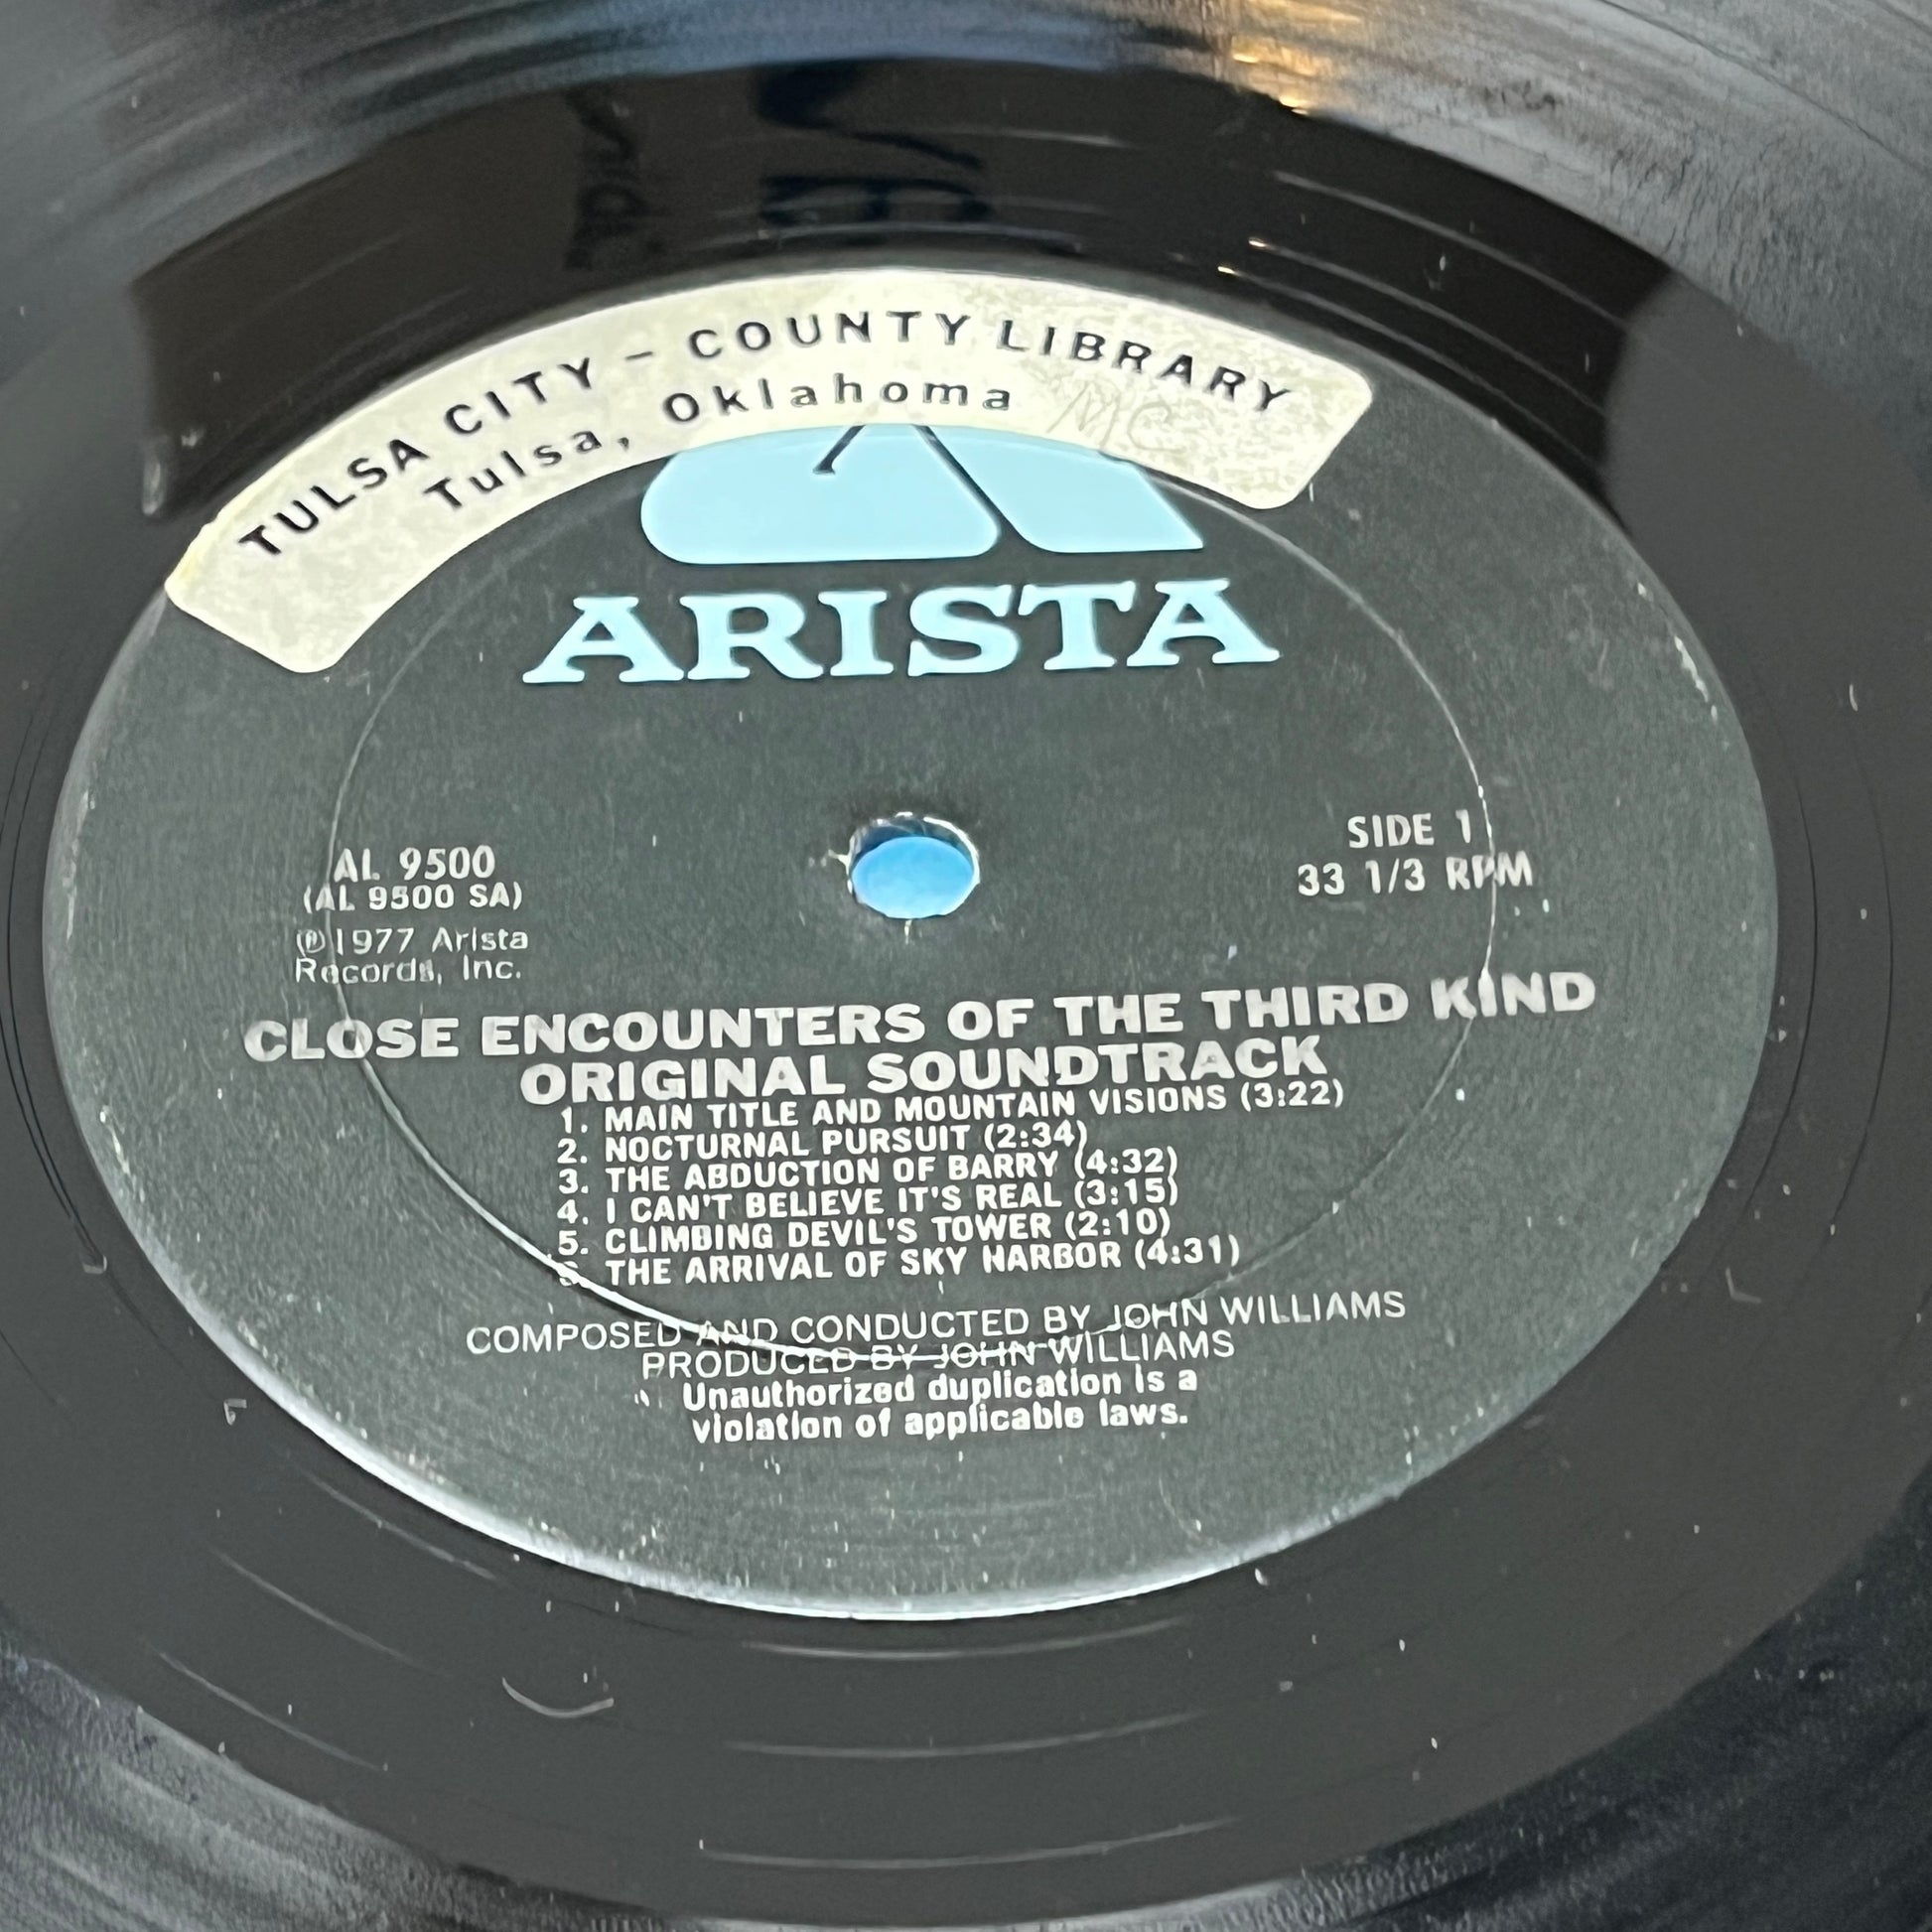 TULSA CITY – COUNTY LIBRARY
Tulsa, Oklahoma
MC
ARISTA
AL 9500
(AL 9500 SA)
℗1977 Arista
Records, Inc.
SIDE 1
33 1/3 RPM
CLOSE ENCOUNTERS OF THE THIRD KIND
ORIGINAL SOUNDTRACK
1. MAIN TITLE AND MOUNTAIN VISIONS (3:22)
2. NOCTURNAL PURSUIT (2:34)
3. THE ABDUCTION OF BARRY (4:32)
4. I CAN'T BELIEVE IT'S REAL (3:15)
5. CLIMBING DEVIL'S TOWER (2:10)
6. THE ARRIVAL OF SKY HARBOR (4:31)
COMPOSED AND CONDUCTED BY JOHN WILLIAMS
PRODUCED BY JOHN WILLIAMS
Unauthorized duplication is a
violation of applicable laws.